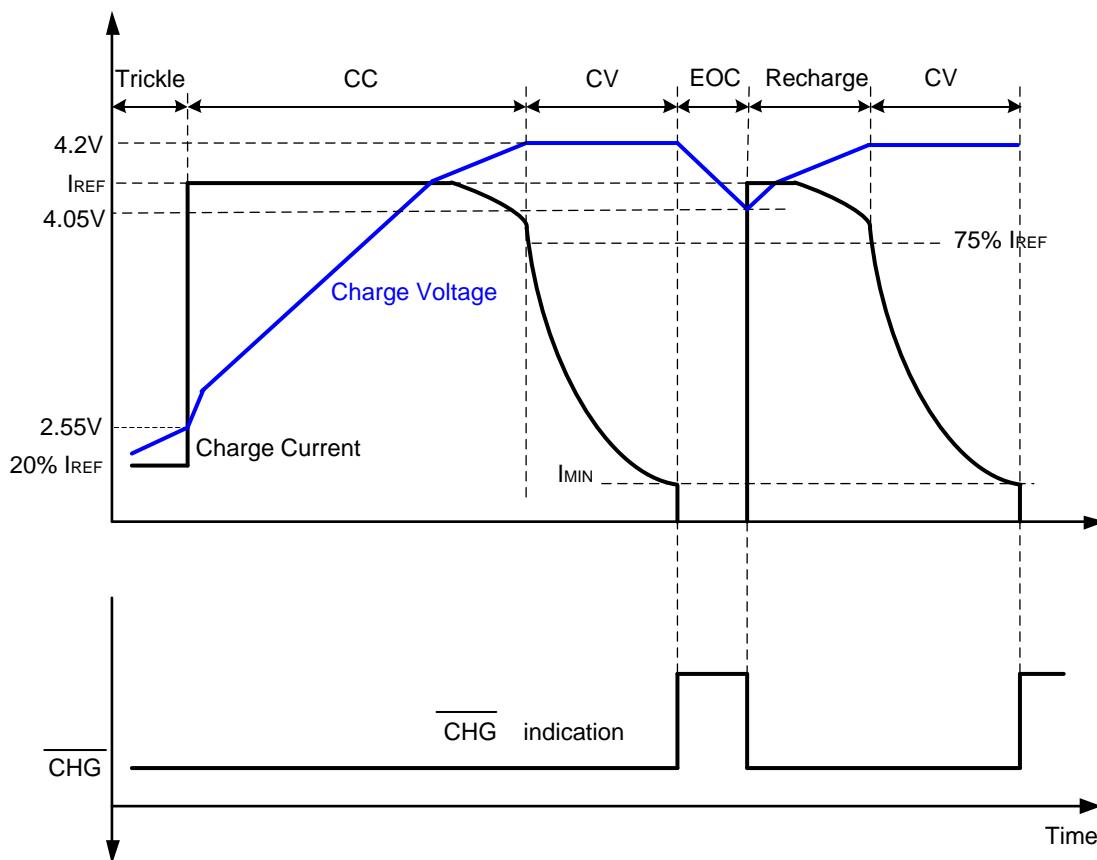 Trickle CC CV EOC Recharge CV
4.2V
IREF
4.05V
75% IREF
Charge Voltage
2.55V
Charge Current
20% IREF
IMIN
CHG indication
CHG
Time